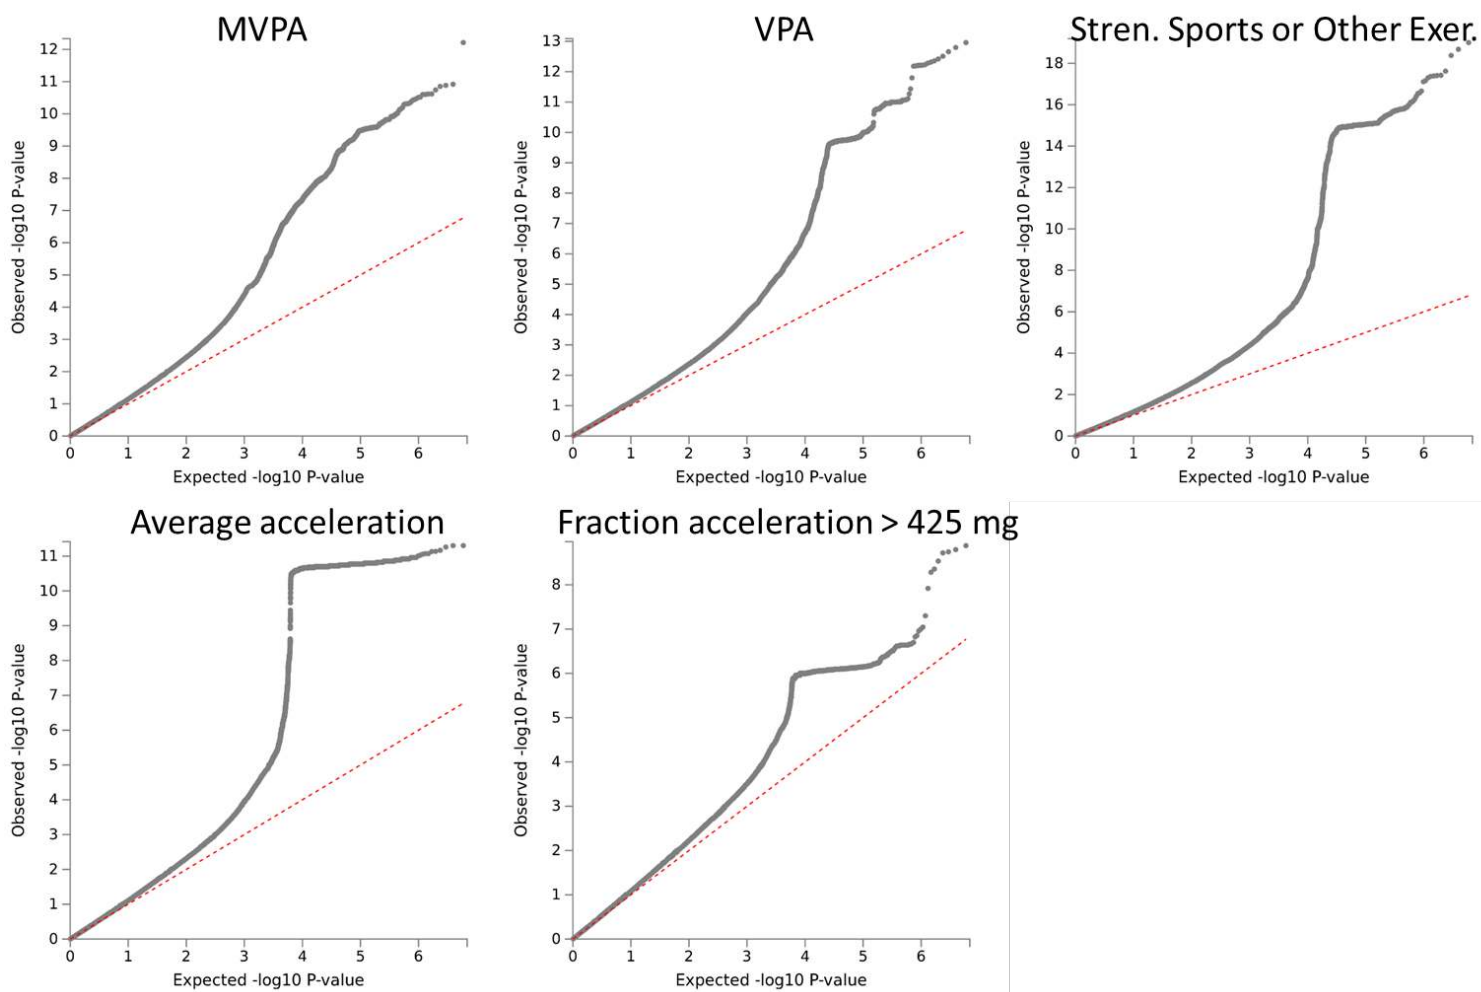 MVPA
VPA
Stren. Sports or Other Exer.
12
11
10
9
8
7
6
5
4
3
2
1
0
Observed -log10 P-value
0 1 2 3 4 5 6
Expected -log10 P-value
13
12
11
10
9
8
7
6
5
4
3
2
1
0
Observed -log10 P-value
0 1 2 3 4 5 6
Expected -log10 P-value
18
16
14
12
10
8
6
4
2
0
Observed -log10 P-value
0 1 2 3 4 5 6
Expected -log10 P-value
Average acceleration
Fraction acceleration > 425 mg
11
10
9
8
7
6
5
4
3
2
1
0
Observed -log10 P-value
0 1 2 3 4 5 6
Expected -log10 P-value
8
7
6
5
4
3
2
1
0
Observed -log10 P-value
0 1 2 3 4 5 6
Expected -log10 P-value